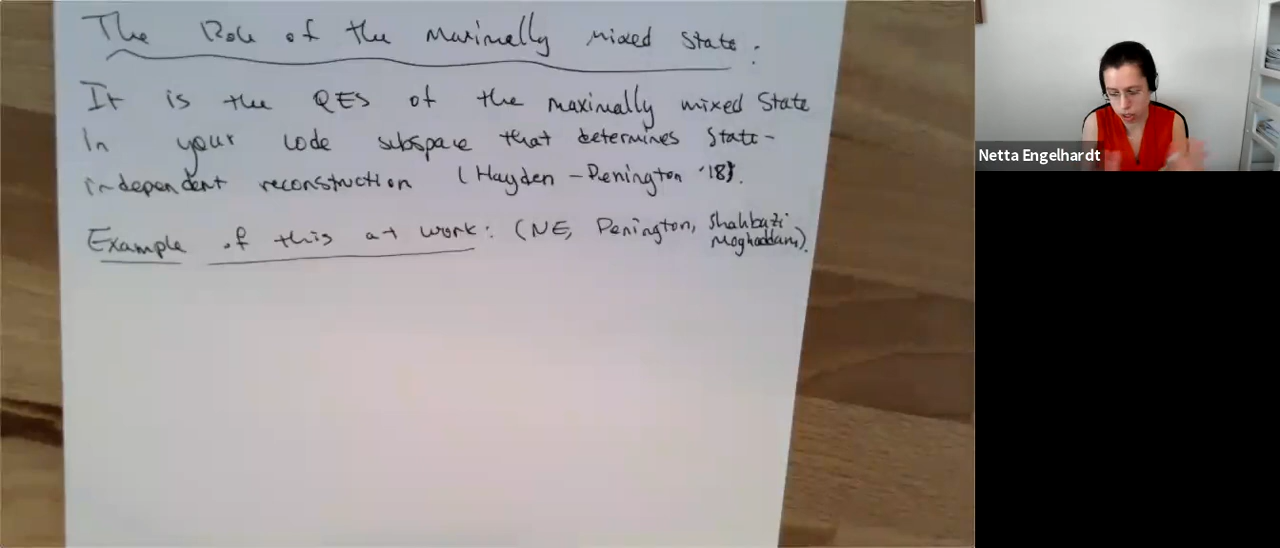 The Role of the maximally mixed state:
It is the QES of the maximally mixed state
in your code subspace that determines state-
independent reconstruction (Hayden-Penington '18).
Example of this at work: (NE, Penington, Shahbazi
Moghaddam).
Netta Engelhardt